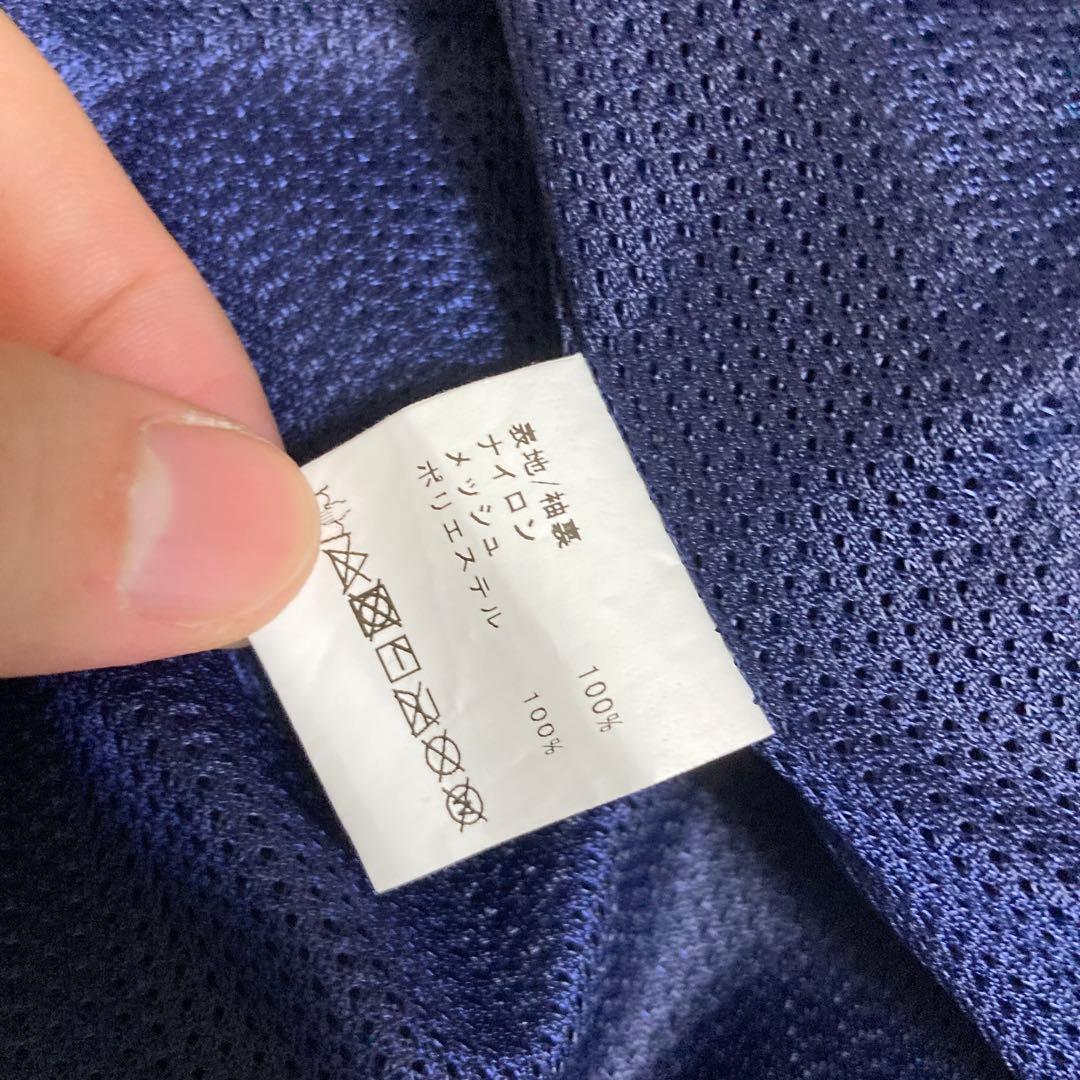 表地/袖裏
ナイロン 100%
メッシュ
ポリエステル 100%